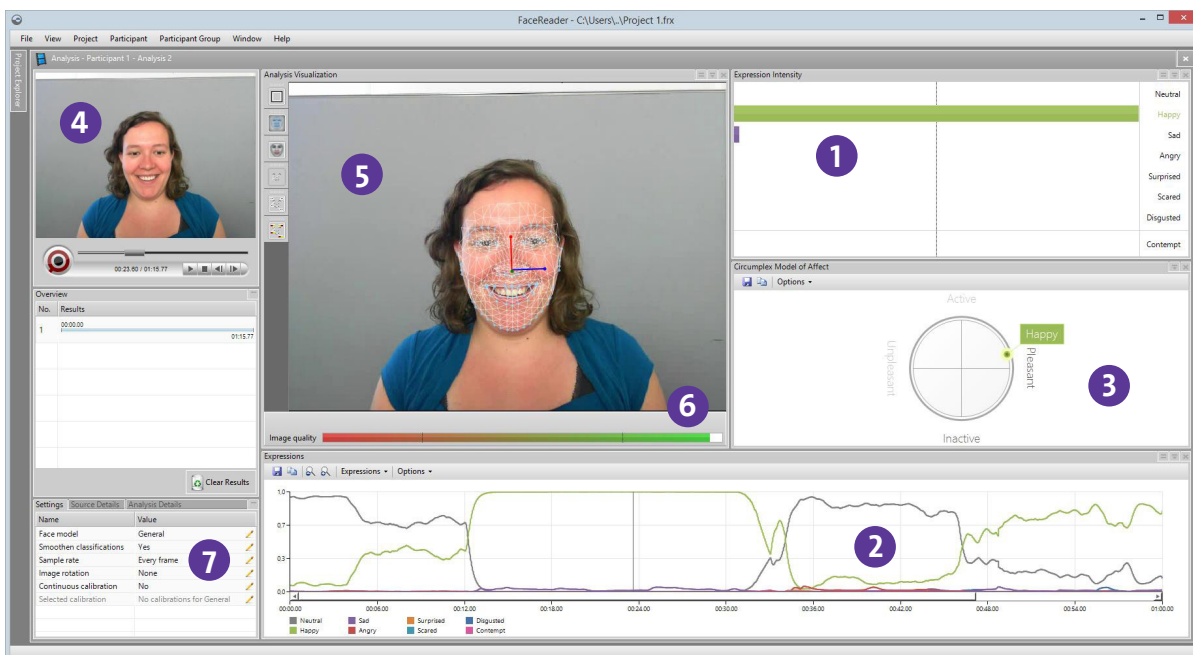 FaceReader - C:\Users\..\Project 1.frx
File View Project Participant Participant Group Window Help
Project Explorer
Analysis - Participant 1 - Analysis 2
4
00:23.60 / 01:15.77
Overview
No. Results
1 00:00.00
01:15.77
Clear Results
Settings Source Details Analysis Details
Name Value
Face model General
Smoothen classifications Yes
Sample rate Every frame
Image rotation None
Continuous calibration No
Selected calibration No calibrations for General
7
Analysis Visualization
5
6
Image quality
Expression Intensity
Neutral
Happy
Sad
Angry
Surprised
Scared
Disgusted
Contempt
1
Circumplex Model of Affect
Options
Active
Happy
Unpleasant
Pleasant
Inactive
3
Expressions
Expressions Options
1.0
0.7
0.3
0.0
2
00:00.00 00:06.00 00:12.00 00:18.00 00:24.00 00:30.00 00:36.00 00:42.00 00:48.00 00:54.00 01:00.00
Neutral Sad Surprised Disgusted
Happy Angry Scared Contempt